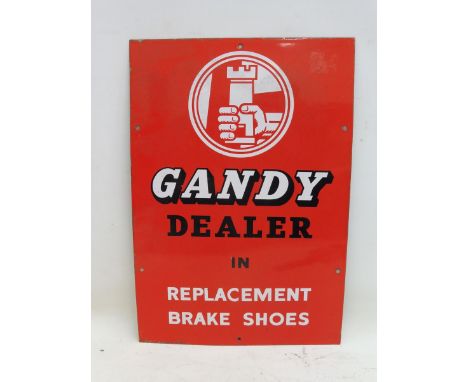 GANDY
DEALER
IN
REPLACEMENT
BRAKE SHOES